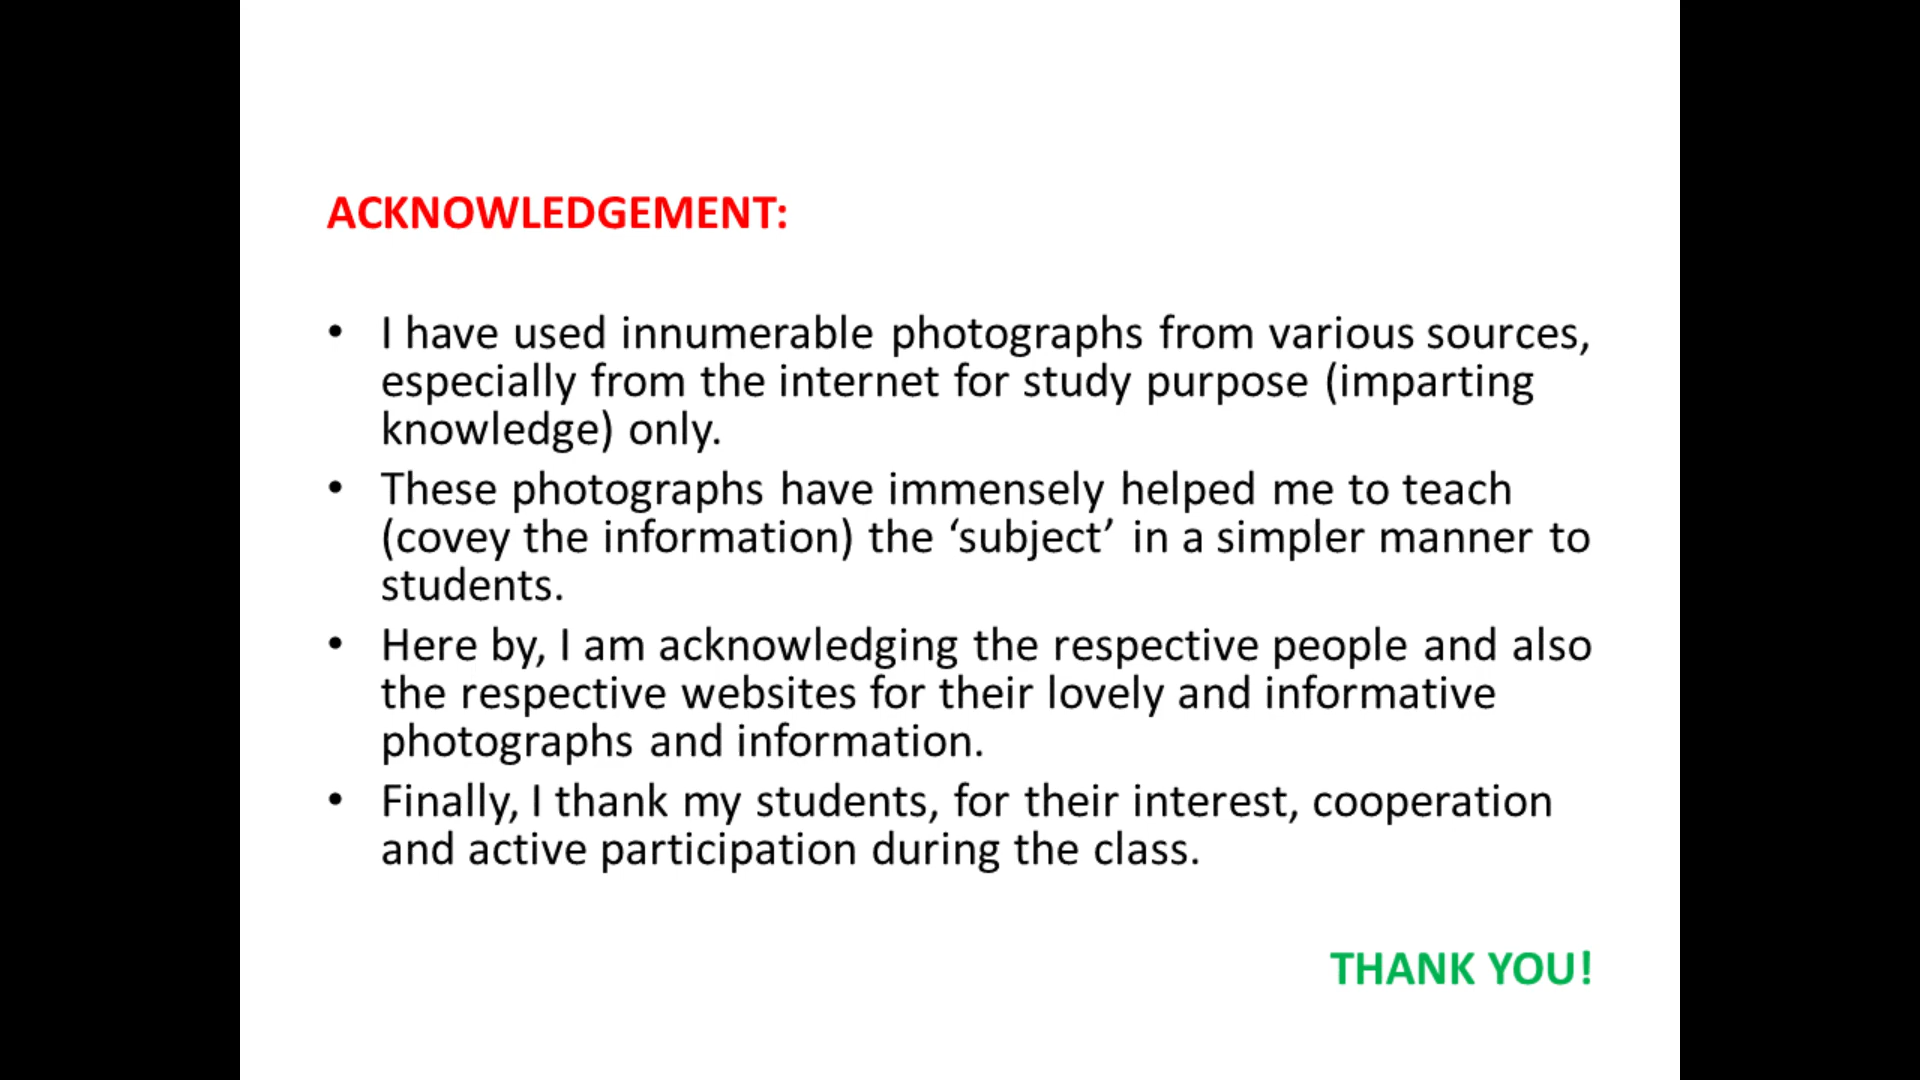 ACKNOWLEDGEMENT:
• I have used innumerable photographs from various sources,
especially from the internet for study purpose (imparting
knowledge) only.
• These photographs have immensely helped me to teach
(covey the information) the ‘subject’ in a simpler manner to
students.
• Here by, I am acknowledging the respective people and also
the respective websites for their lovely and informative
photographs and information.
• Finally, I thank my students, for their interest, cooperation
and active participation during the class.
THANK YOU!